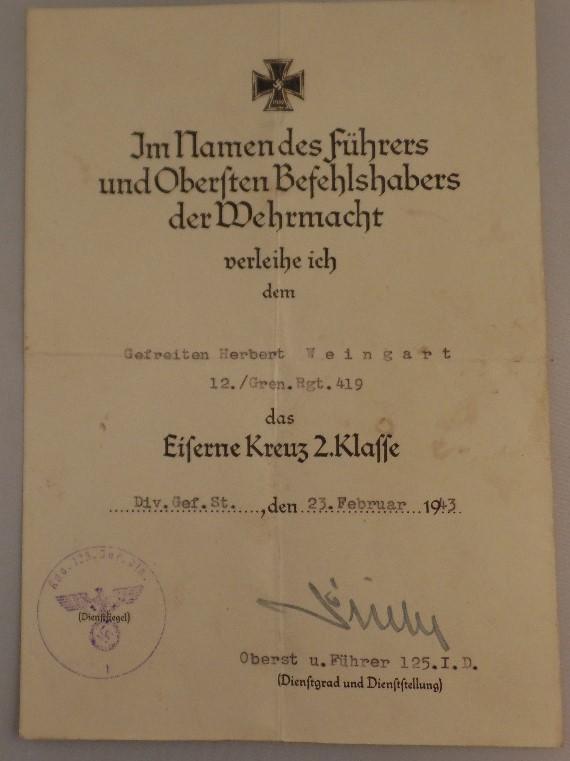 Im Namen des Führers
und Oberſten Befehlshabers
der Wehrmacht
verleihe ich
dem
Gefreiten Herbert W e i n g a r t
12./Gren.Rgt.419
das
Eiſerne Kreuz 2.Klaſſe
Div.Gef.St. , den 23.Februar 1943
(Dienſtſiegel)
1
Oberst u.Führer 125.I.D.
(Dienſtgrad und Dienſtſtellung)